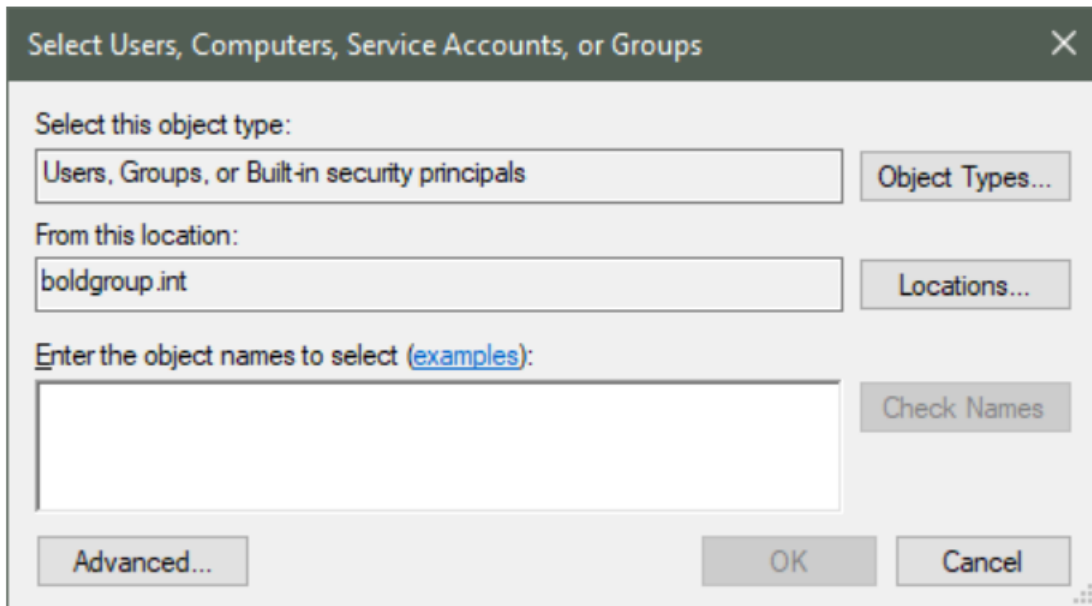 Select Users, Computers, Service Accounts, or Groups
Select this object type:
Users, Groups, or Built-in security principals
Object Types...
From this location:
boldgroup.int
Locations...
Enter the object names to select (examples):
Check Names
Advanced...
OK
Cancel